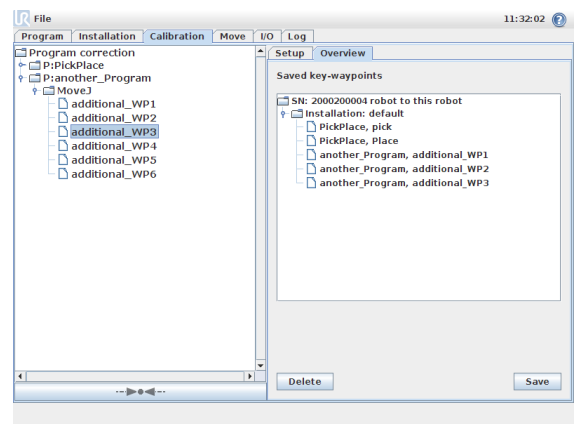 UR File 11:32:02 ?
Program Installation Calibration Move I/O Log
Program correction
P:PickPlace
P:another_Program
MoveJ
additional_WP1
additional_WP2
additional_WP3
additional_WP4
additional_WP5
additional_WP6
Setup Overview
Saved key-waypoints
SN: 2000200004 robot to this robot
Installation: default
PickPlace, pick
PickPlace, Place
another_Program, additional_WP1
another_Program, additional_WP2
another_Program, additional_WP3
Delete Save